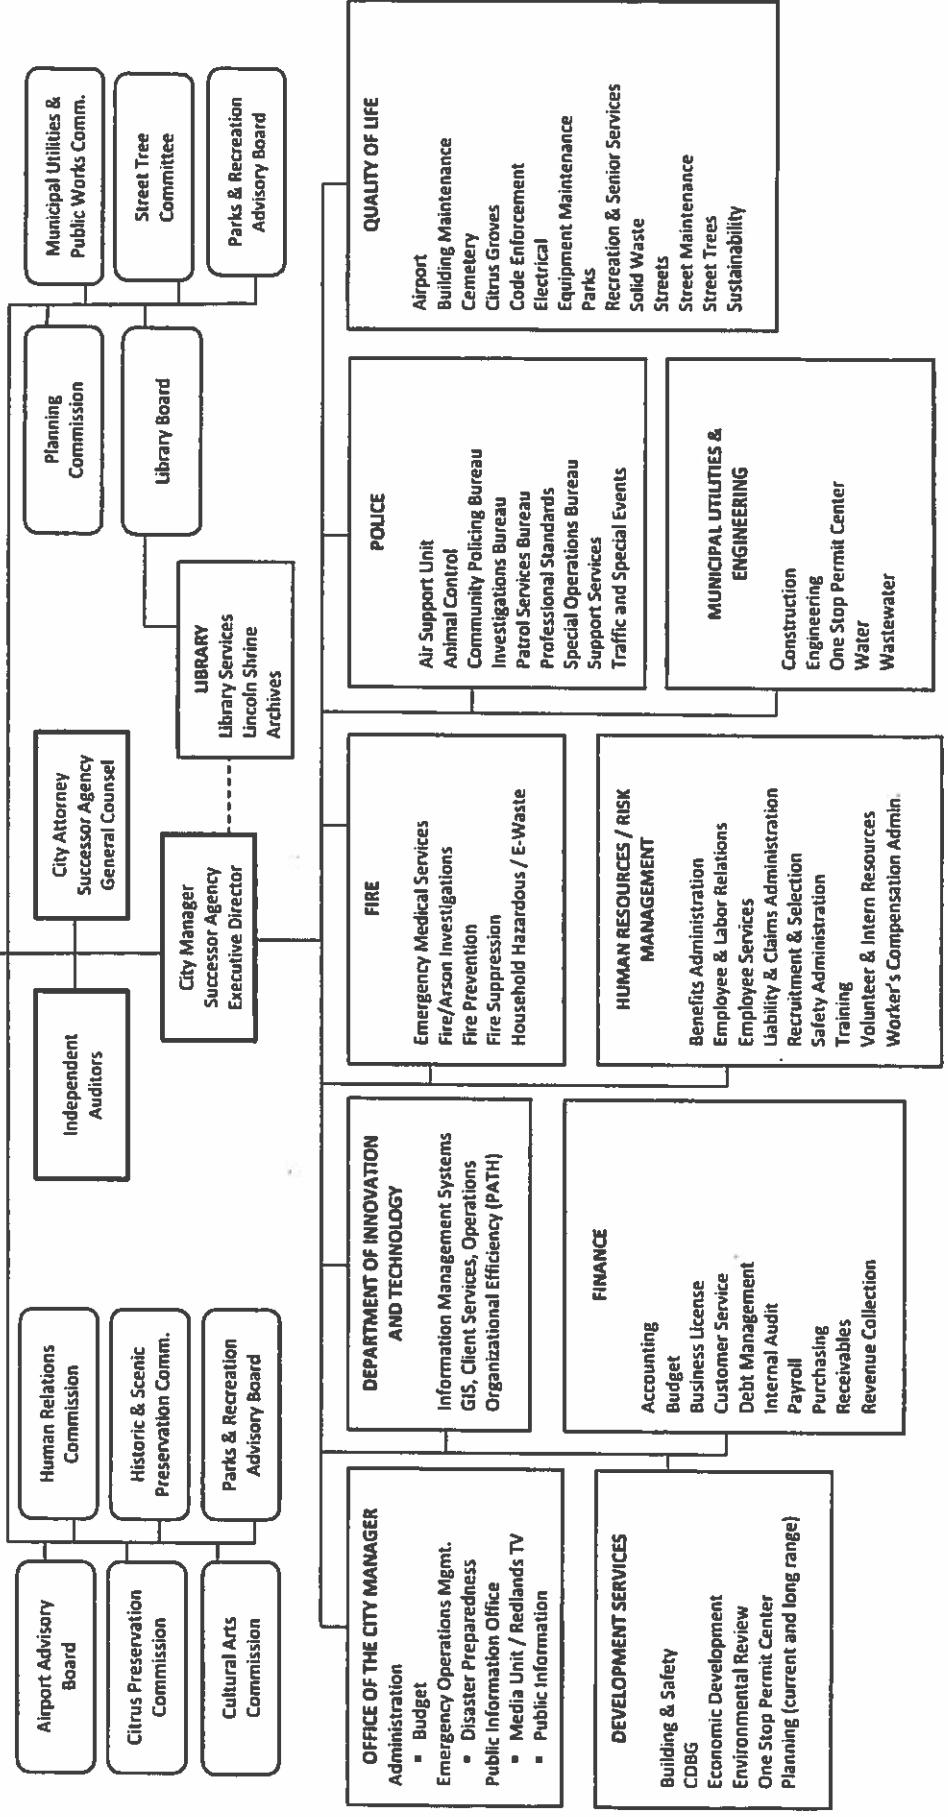 Airport Advisory
Board
Human Relations
Commission
Citrus Preservation
Commission
Historic & Scenic
Preservation Comm.
Cultural Arts
Commission
Parks & Recreation
Advisory Board
Independent
Auditors
City Attorney
Successor Agency
General Counsel
City Manager
Successor Agency
Executive Director
LIBRARY
Library Services
Lincoln Shrine
Archives
Planning
Commission
Municipal Utilities &
Public Works Comm.
Library Board
Street Tree
Committee
Parks & Recreation
Advisory Board
OFFICE OF THE CITY MANAGER
Administration
▪ Budget
Emergency Operations Mgmt.
▪ Disaster Preparedness
Public Information Office
▪ Media Unit / Redlands TV
▪ Public Information
DEPARTMENT OF INNOVATION
AND TECHNOLOGY
Information Management Systems
GIS, Client Services, Operations
Organizational Efficiency (PATH)
FIRE
Emergency Medical Services
Fire/Arson Investigations
Fire Prevention
Fire Suppression
Household Hazardous / E-Waste
POLICE
Air Support Unit
Animal Control
Community Policing Bureau
Investigations Bureau
Patrol Services Bureau
Professional Standards
Special Operations Bureau
Support Services
Traffic and Special Events
QUALITY OF LIFE
Airport
Building Maintenance
Cemetery
Citrus Groves
Code Enforcement
Electrical
Equipment Maintenance
Parks
Recreation & Senior Services
Solid Waste
Streets
Street Maintenance
Street Trees
Sustainability
DEVELOPMENT SERVICES
Building & Safety
CDBG
Economic Development
Environmental Review
One Stop Permit Center
Planning (current and long range)
FINANCE
Accounting
Budget
Business License
Customer Service
Debt Management
Internal Audit
Payroll
Purchasing
Receivables
Revenue Collection
HUMAN RESOURCES / RISK
MANAGEMENT
Benefits Administration
Employee & Labor Relations
Employee Services
Liability & Claims Administration
Recruitment & Selection
Safety Administration
Training
Volunteer & Intern Resources
Worker's Compensation Admin.
MUNICIPAL UTILITIES &
ENGINEERING
Construction
Engineering
One Stop Permit Center
Water
Wastewater